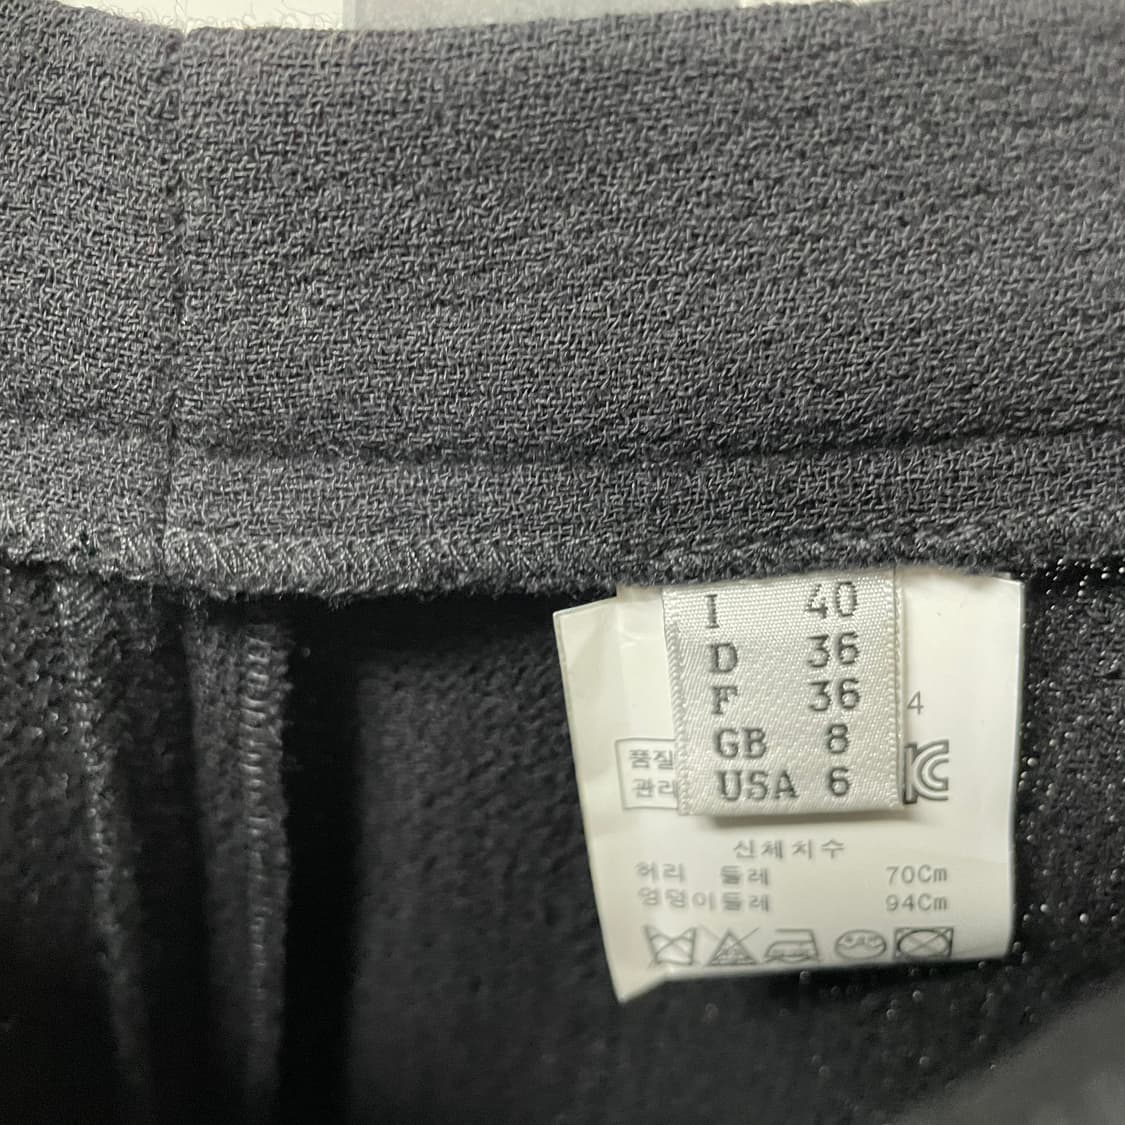 I 40
D 36
F 36
4
GB 8
품질
USA 6
관리
신체치수
허리 둘레 70Cm
엉덩이둘레 94Cm